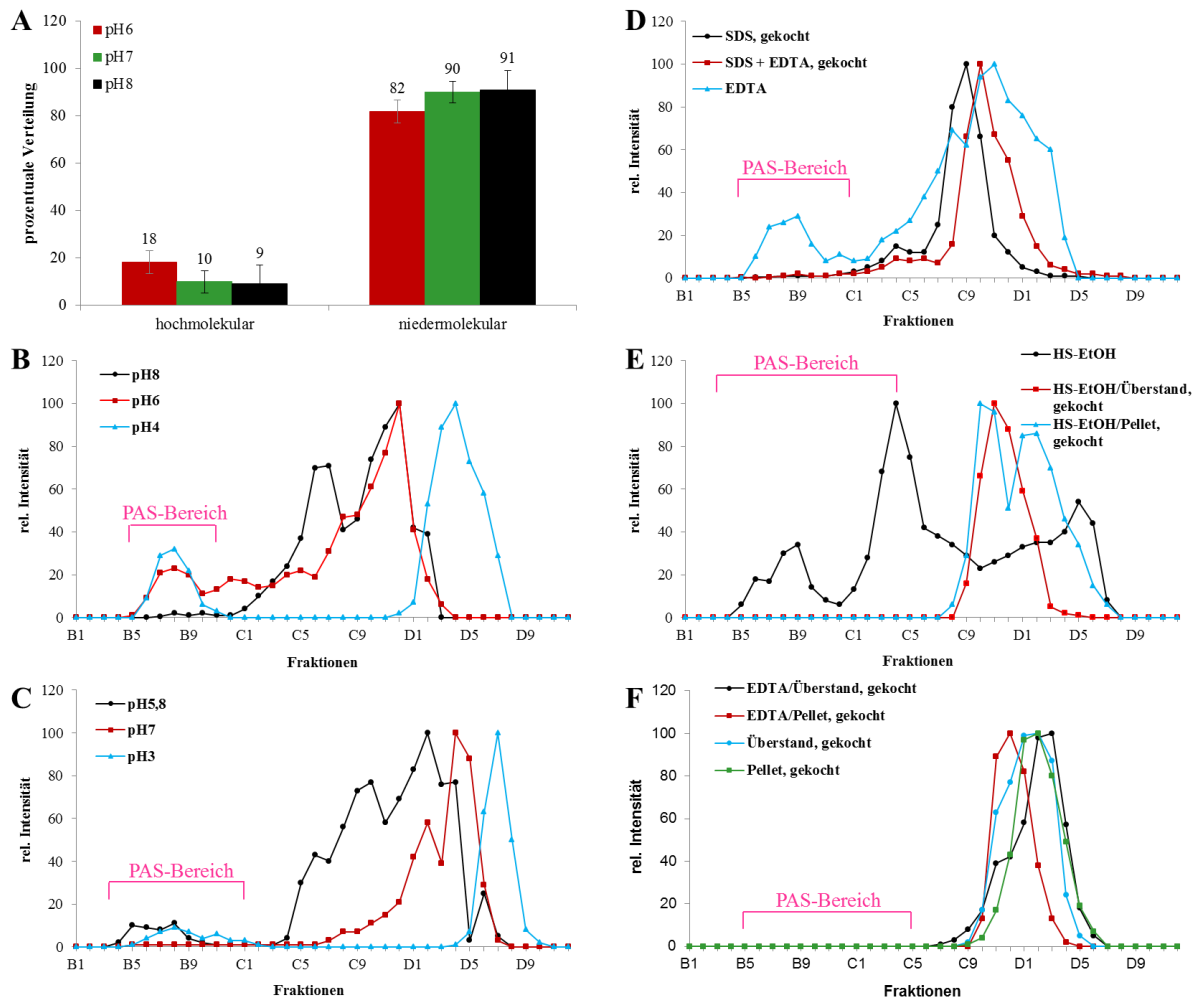 A
120
100
80
60
40
20
0
prozentuale Verteilung
pH6
pH7
pH8
18
10
9
82
90
91
hochmolekular
niedermolekular
B
120
100
80
60
40
20
0
rel. Intensität
pH8
pH6
pH4
PAS-Bereich
B1 B5 B9 C1 C5 C9 D1 D5 D9
Fraktionen
C
120
100
80
60
40
20
0
rel. Intensität
pH5,8
pH7
pH3
PAS-Bereich
B1 B5 B9 C1 C5 C9 D1 D5 D9
Fraktionen
D
120
100
80
60
40
20
0
rel. Intensität
SDS, gekocht
SDS + EDTA, gekocht
EDTA
PAS-Bereich
B1 B5 B9 C1 C5 C9 D1 D5 D9
Fraktionen
E
120
100
80
60
40
20
0
rel. Intensität
HS-EtOH
HS-EtOH/Überstand,
gekocht
HS-EtOH/Pellet,
gekocht
PAS-Bereich
B1 B5 B9 C1 C5 C9 D1 D5 D9
Fraktionen
F
120
100
80
60
40
20
0
rel. Intensität
EDTA/Überstand, gekocht
EDTA/Pellet, gekocht
Überstand, gekocht
Pellet, gekocht
PAS-Bereich
B1 B5 B9 C1 C5 C9 D1 D5 D9
Fraktionen